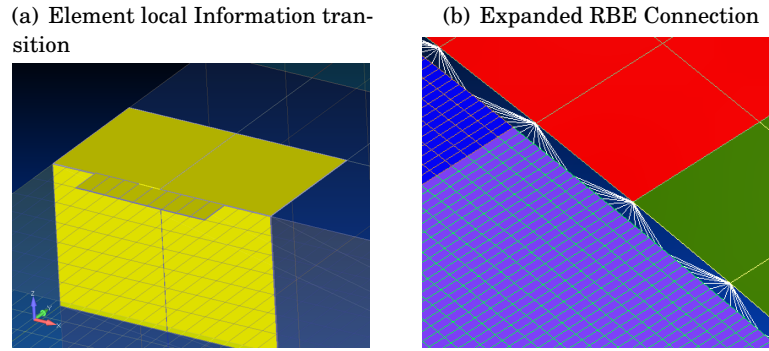 (a) Element local Information tran-
sition
(b) Expanded RBE Connection
Z
Y
X